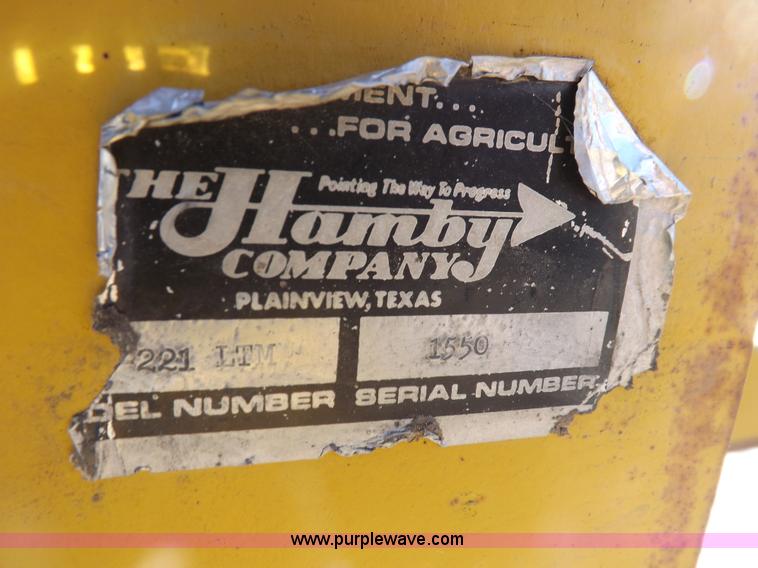 MENT...
...FOR AGRICULT
THE Hamby
Pointing The Way To Progress
COMPANY
PLAINVIEW, TEXAS
221 LTM 1550
DEL NUMBER SERIAL NUMBER
www.purplewave.com